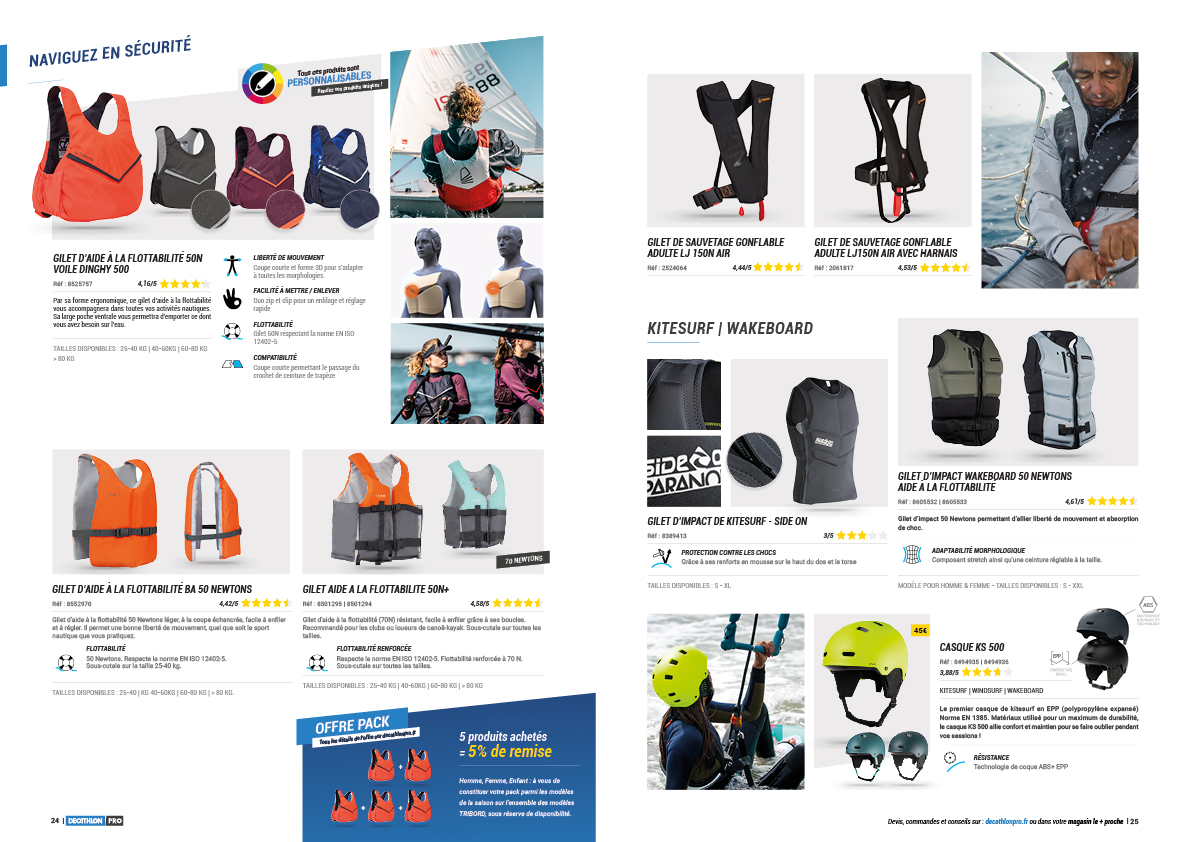 NAVIGUEZ EN SÉCURITÉ
Tous ces produits sont
PERSONNALISABLES
Rendez vos produits uniques !
GILET D'AIDE À LA FLOTTABILITÉ 50N
VOILE DINGHY 500
Réf : 8525757
4,16/5
Par sa forme ergonomique, ce gilet d'aide à la flottabilité
vous accompagnera dans toutes vos activités nautiques.
Sa large poche ventrale vous permettra d'emporter ce dont
vous avez besoin sur l'eau.
TAILLES DISPONIBLES : 25-40 KG | 40-60KG | 60-80 KG
> 80 KG
LIBERTÉ DE MOUVEMENT
Coupe courte et forme 3D pour s'adapter
à toutes les morphologies.
FACILITÉ À METTRE / ENLEVER
Duo zip et clip pour un enfilage et réglage
rapide
FLOTTABILITÉ
Gilet 50N respectant la norme EN ISO
12402-5
COMPATIBILITÉ
Coupe courte permettant le passage du
crochet de ceinture de trapèze
GILET D'AIDE À LA FLOTTABILITÉ BA 50 NEWTONS
Réf : 8552970
4,42/5
Gilet d'aide à la flottabilité 50 Newtons léger, à la coupe échancrée, facile à enfiler
et à régler. Il permet une bonne liberté de mouvement, quel que soit le sport
nautique que vous pratiquez.
FLOTTABILITÉ
50 Newtons. Respecte la norme EN ISO 12402-5.
Sous-cutale sur la taille 25-40 kg.
TAILLES DISPONIBLES : 25-40 | KG 40-60KG | 60-80 KG | > 80 KG.
70 NEWTONS
GILET AIDE A LA FLOTTABILITE 50N+
Réf : 8501295 | 8501294
4,58/5
Gilet d'aide à la flottabilité (70N) résistant, facile à enfiler grâce à ses boucles.
Recommandé pour les clubs ou loueurs de canoë-kayak. Sous-cutale sur toutes les
tailles.
FLOTTABILITÉ RENFORCÉE
Respecte la norme EN ISO 12402-5. Flottabilité renforcée à 70 N.
Sous-cutale sur toutes les tailles.
TAILLES DISPONIBLES : 25-40 KG | 40-60KG | 60-80 KG | > 80 KG
OFFRE PACK
Tous les détails de l'offre sur decathlonpro.fr
+
+
+
+
5 produits achetés
= 5% de remise
Homme, Femme, Enfant : à vous de
constituer votre pack parmi les modèles
de la saison sur l'ensemble des modèles
TRIBORD, sous réserve de disponibilité.
24 | DECATHLON PRO
GILET DE SAUVETAGE GONFLABLE
ADULTE LJ 150N AIR
Réf : 2524064
4,44/5
GILET DE SAUVETAGE GONFLABLE
ADULTE LJ150N AIR AVEC HARNAIS
Réf : 2061817
4,53/5
KITESURF | WAKEBOARD
SIDE ON
PARANO
GILET D'IMPACT DE KITESURF - SIDE ON
Réf : 8389413
3/5
PROTECTION CONTRE LES CHOCS
Grâce à ses renforts en mousse sur le haut du dos et le torse
TAILLES DISPONIBLES : S - XL
GILET D'IMPACT WAKEBOARD 50 NEWTONS
AIDE A LA FLOTTABILITE
Réf : 8605532 | 8605533
4,61/5
Gilet d'impact 50 Newtons permettant d'allier liberté de mouvement et absorption
de choc.
ADAPTABILITÉ MORPHOLOGIQUE
Composant stretch ainsi qu'une ceinture réglable à la taille.
MODÈLE POUR HOMME & FEMME - TAILLES DISPONIBLES : S - XXL
45€
CASQUE KS 500
Réf : 8494935 | 8494936
3,88/5
ABS
EPP
KITESURF | WINDSURF | WAKEBOARD
Le premier casque de kitesurf en EPP (polypropylène expansé)
Norme EN 1385. Matériaux utilisé pour un maximum de durabilité,
le casque KS 500 allie confort et maintien pour se faire oublier pendant
vos sessions !
RÉSISTANCE
Technologie de coque ABS+ EPP
Devis, commandes et conseils sur : decathlonpro.fr ou dans votre magasin le + proche | 25